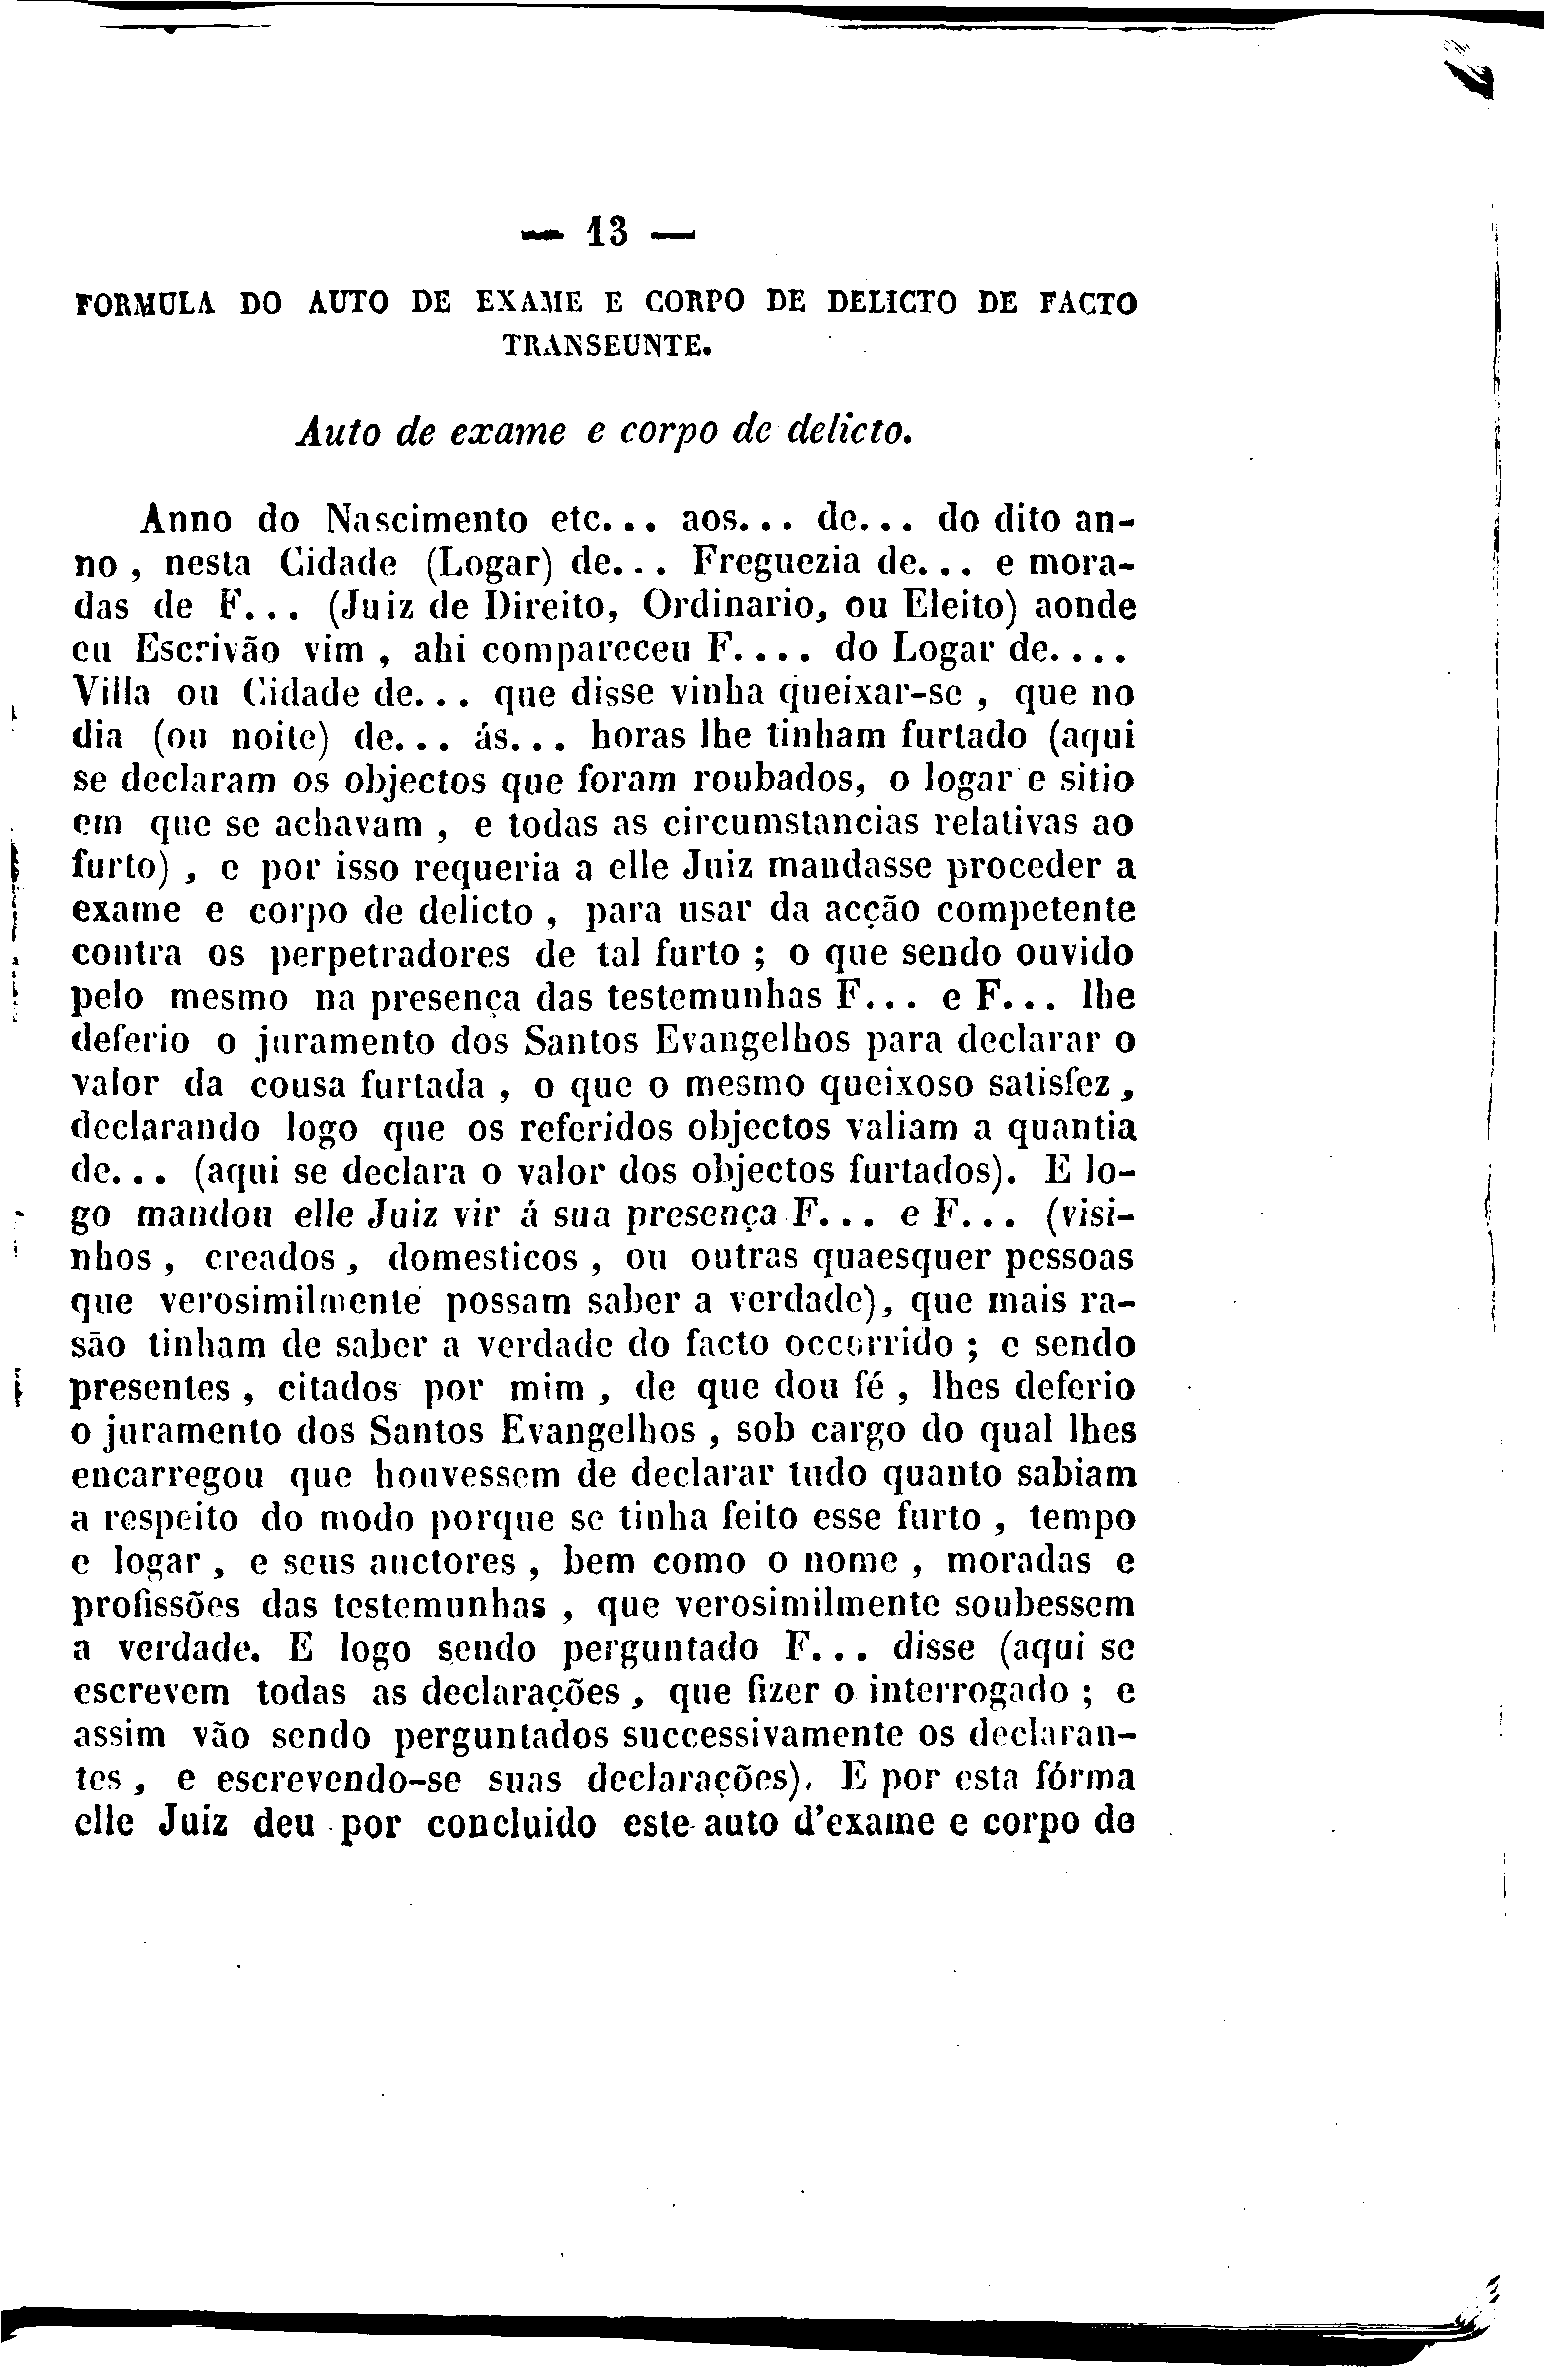 — 13 —
FORMULA DO AUTO DE EXAME E CORPO DE DELICTO DE FACTO
TRANSEUNTE.
Auto de exame e corpo de delicto.
Anno do Nascimento etc... aos... de... do dito an-
no, nesta Cidade (Logar) de... Freguezia de... e mora-
das de F... (Juiz de Direito, Ordinario, ou Eleito) aonde
eu Escrivão vim, ahi compareceu F.... do Logar de....
Villa ou Cidade de... que disse vinha queixar-se, que no
dia (ou noite) de... ás... horas lhe tinham furtado (aqui
se declaram os objectos que foram roubados, o logar e sitio
em que se achavam, e todas as circumstancias relativas ao
furto), e por isso requeria a elle Juiz mandasse proceder a
exame e corpo de delicto, para usar da acção competente
contra os perpetradores de tal furto; o que sendo ouvido
pelo mesmo na presença das testemunhas F... e F... lhe
deferio o juramento dos Santos Evangelhos para declarar o
valor da cousa furtada, o que o mesmo queixoso satisfez,
declarando logo que os referidos objectos valiam a quantia
de... (aqui se declara o valor dos objectos furtados). E lo-
go mandou elle Juiz vir á sua presença F... e F... (visi-
nhos, creados, domesticos, ou outras quaesquer pessoas
que verosimilmente possam saber a verdade), que mais ra-
são tinham de saber a verdade do facto occorrido; e sendo
presentes, citados por mim, de que dou fé, lhes deferio
o juramento dos Santos Evangelhos, sob cargo do qual lhes
encarregou que houvessem de declarar tudo quanto sabiam
a respeito do modo porque se tinha feito esse furto, tempo
e logar, e seus auctores, bem como o nome, moradas e
profissões das testemunhas, que verosimilmente soubessem
a verdade. E logo sendo perguntado F... disse (aqui se
escrevem todas as declarações, que fizer o interrogado; e
assim vão sendo perguntados successivamente os declaran-
tes, e escrevendo-se suas declarações). E por esta fórma
elle Juiz deu por concluido este auto d'exame e corpo de